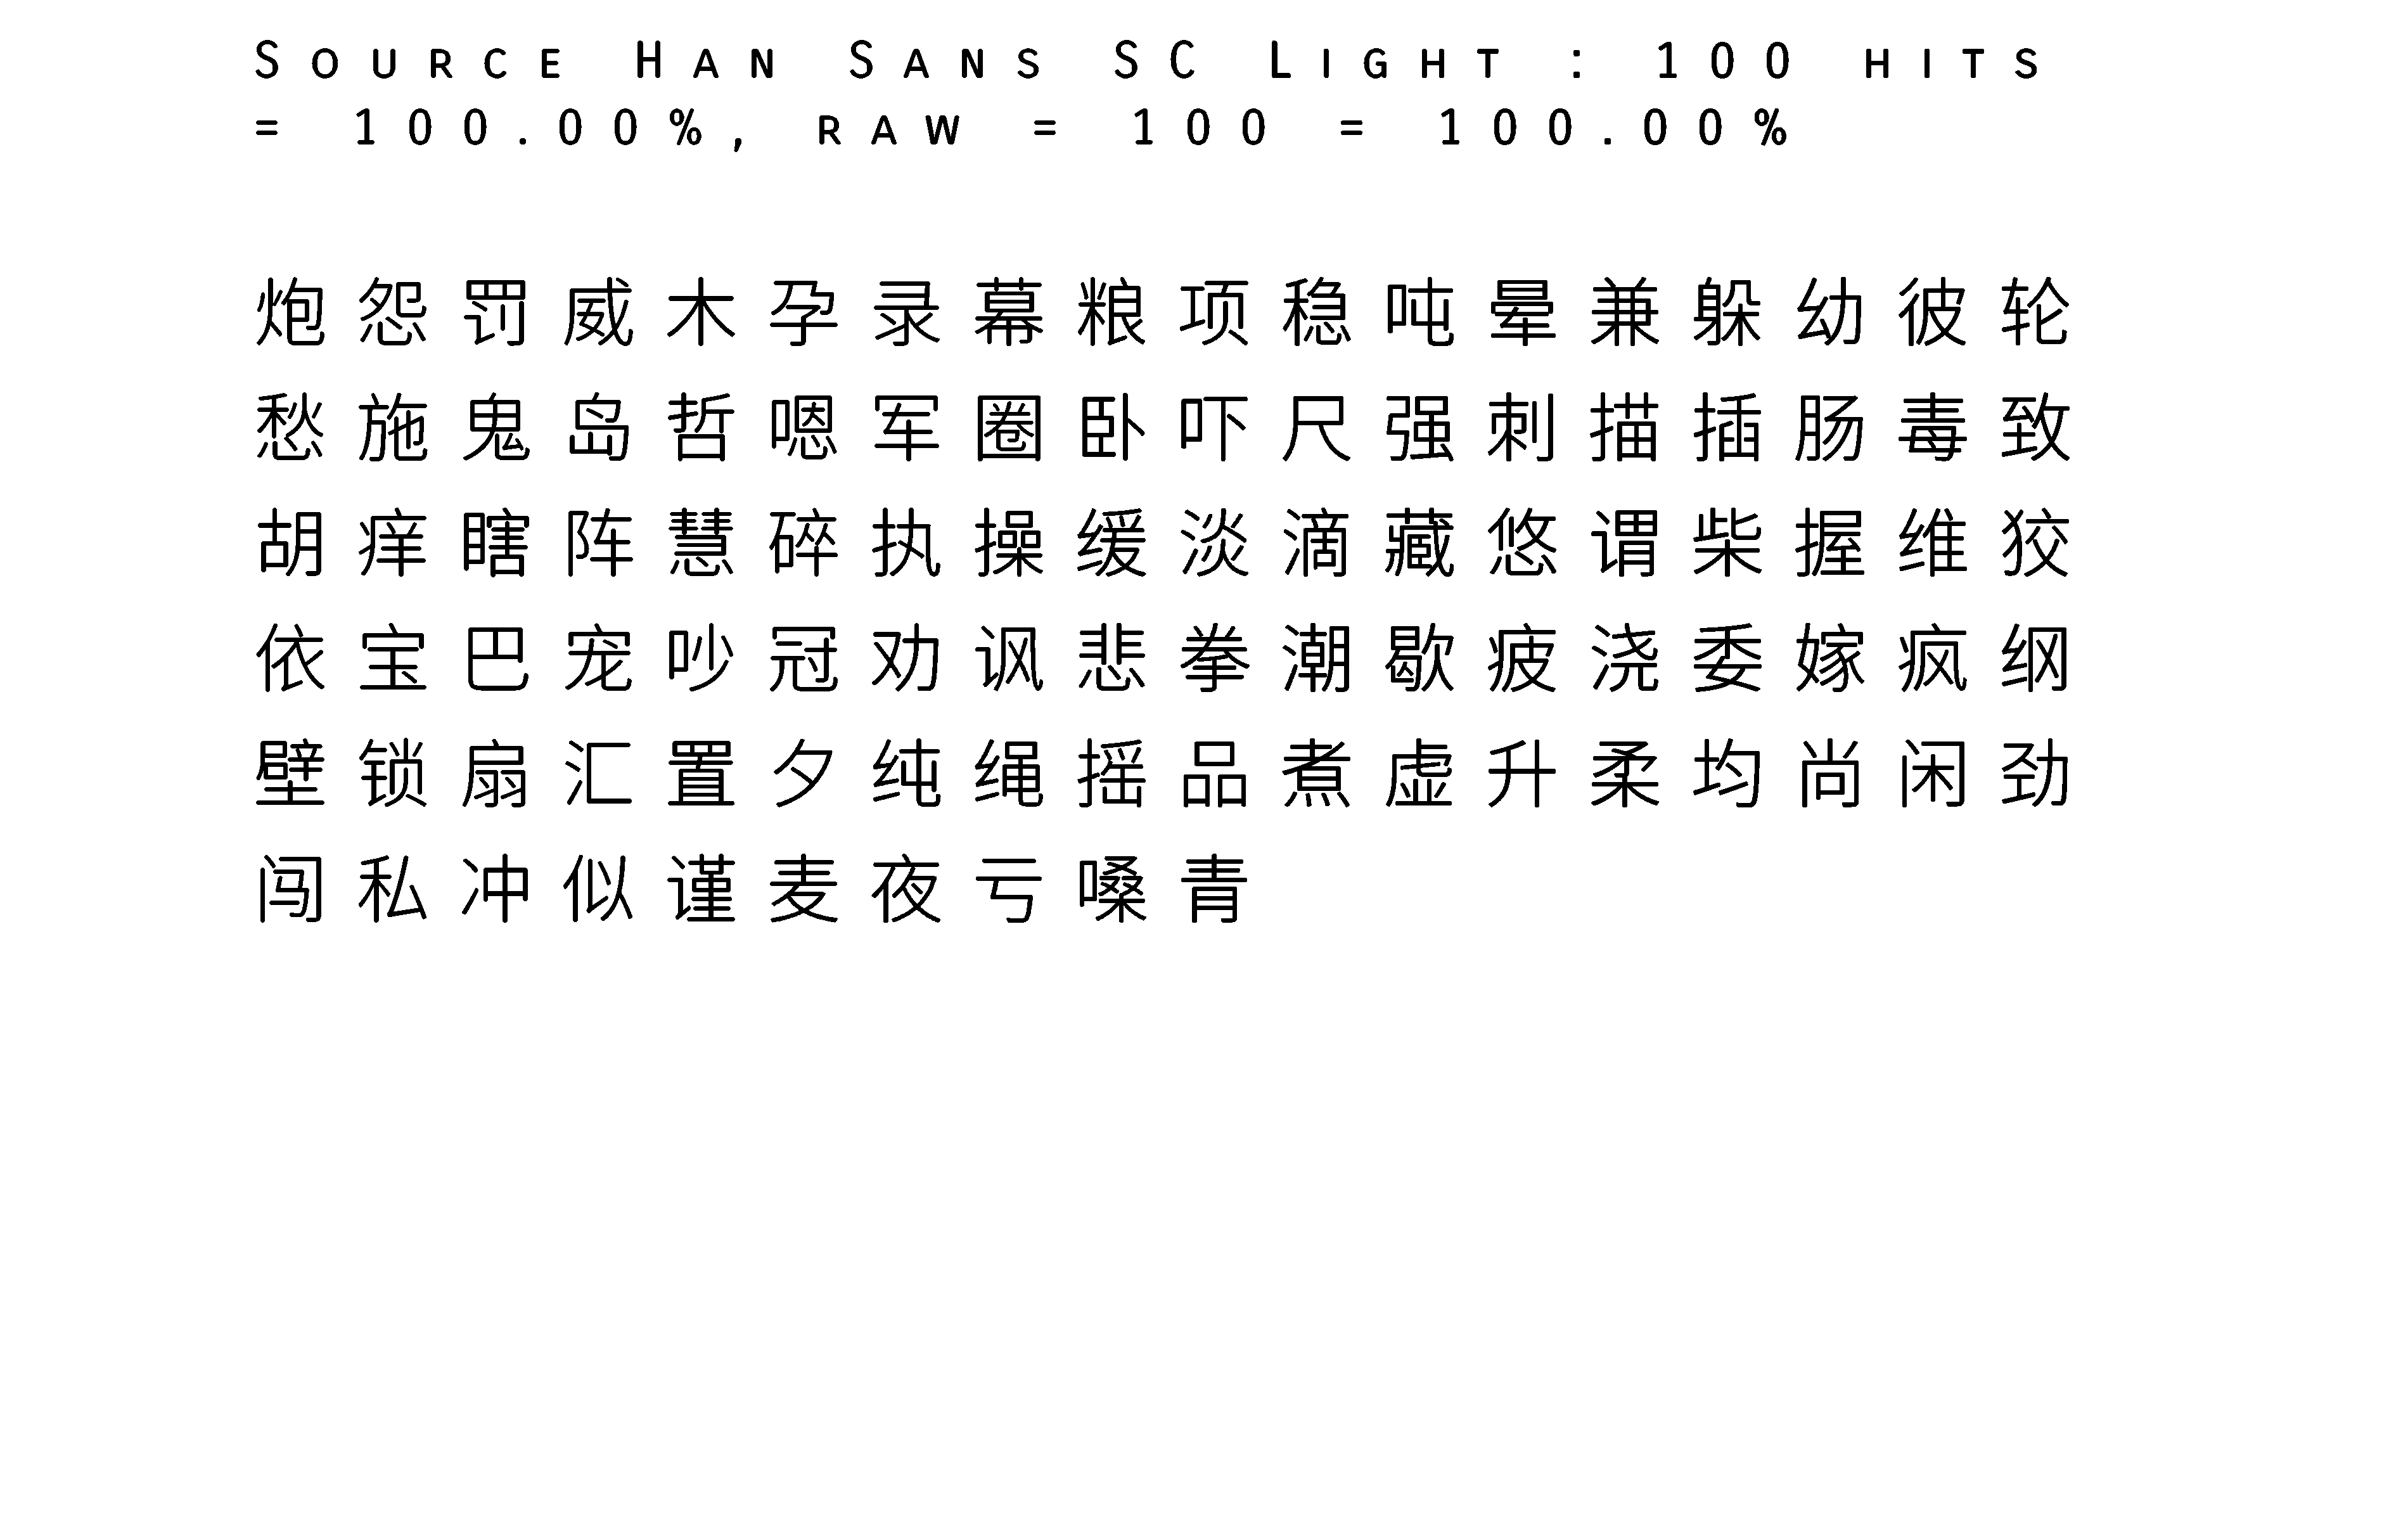 Source Han Sans SC Light : 100 hits
= 100.00%, raw = 100 = 100.00%
炮怨罚威木孕录幕粮项稳吨晕兼躲幼彼轮
愁施鬼岛哲嗯军圈卧吓尺强刺描插肠毒致
胡痒瞎阵慧碎执操缓淡滴藏悠谓柴握维狡
依宝巴宠吵冠劝讽悲拳潮歇疲浇委嫁疯纲
壁锁扇汇置夕纯绳摇品煮虚升柔均尚闲劲
闯私冲似谨麦夜亏嗓青